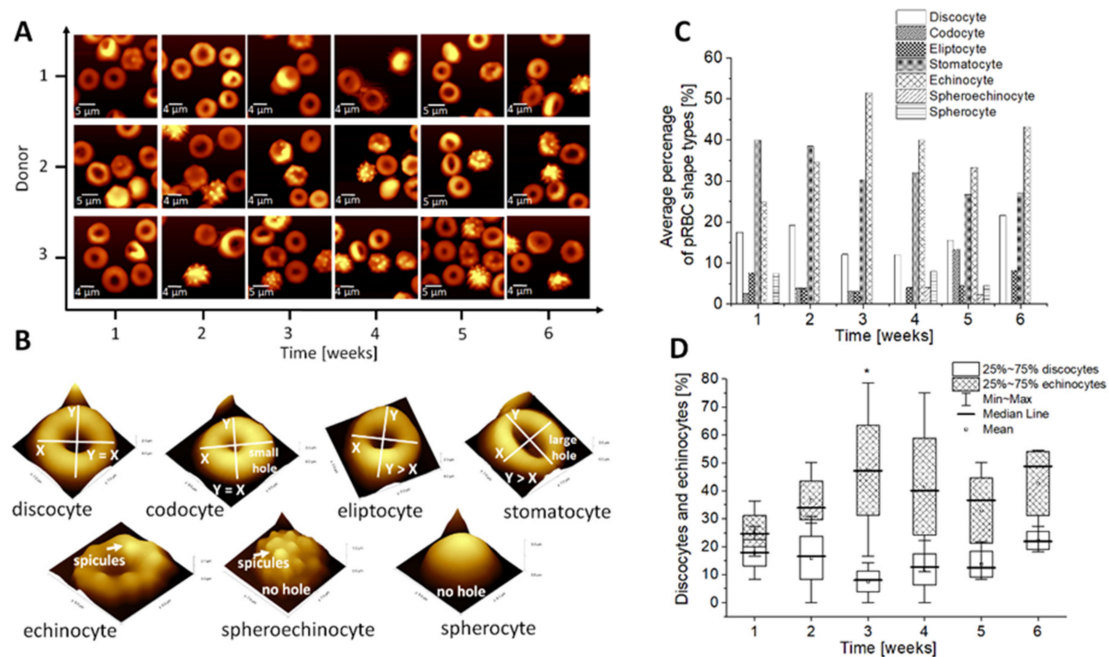 A
Donor
1
5 μm
4 μm
4 μm
4 μm
5 μm
4 μm
2
5 μm
4 μm
4 μm
4 μm
5 μm
4 μm
3
4 μm
4 μm
4 μm
4 μm
5 μm
4 μm
1 2 3 4 5 6
Time [weeks]
B
Y
X
Y = X
discocyte
Y
X
small
hole
Y = X
codocyte
Y
X
Y > X
eliptocyte
Y
X
large
hole
Y > X
stomatocyte
spicules
echinocyte
spicules
no hole
spheroechinocyte
no hole
spherocyte
C
Discocyte
Codocyte
Eliptocyte
Stomatocyte
Echinocyte
Spheroechinocyte
Spherocyte
Average percentage
of pRBC shape types [%]
60
50
40
30
20
10
0
1 2 3 4 5 6
Time [weeks]
D
25%~75% discocytes
25%~75% echinocytes
Min~Max
Median Line
Mean
*
Discocytes and echinocytes [%]
80
70
60
50
40
30
20
10
0
1 2 3 4 5 6
Time [weeks]